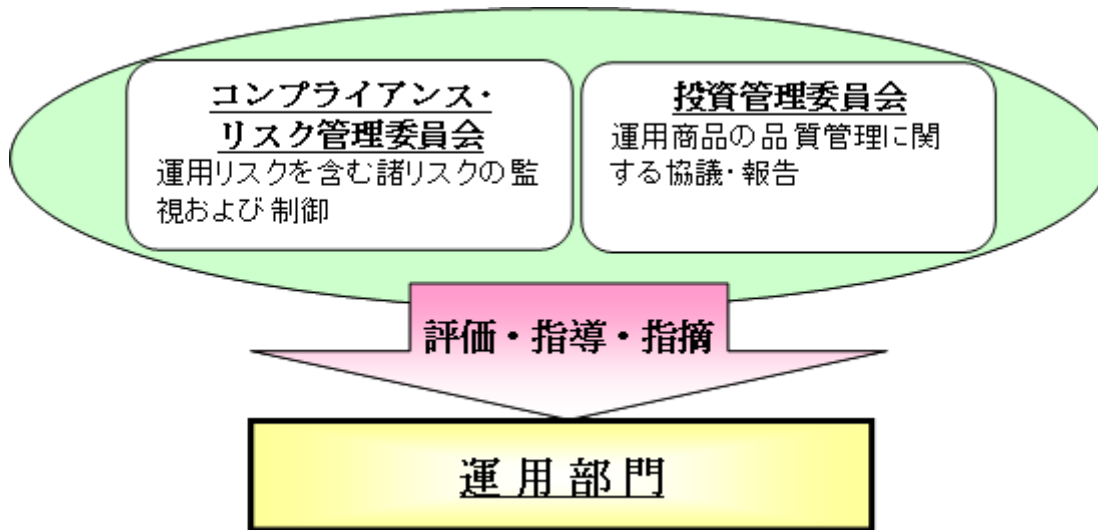 コンプライアンス・
リスク管理委員会
運用リスクを含む諸リスクの監
視および制御
投資管理委員会
運用商品の品質管理に関
する協議・報告
評価・指導・指摘
運用部門